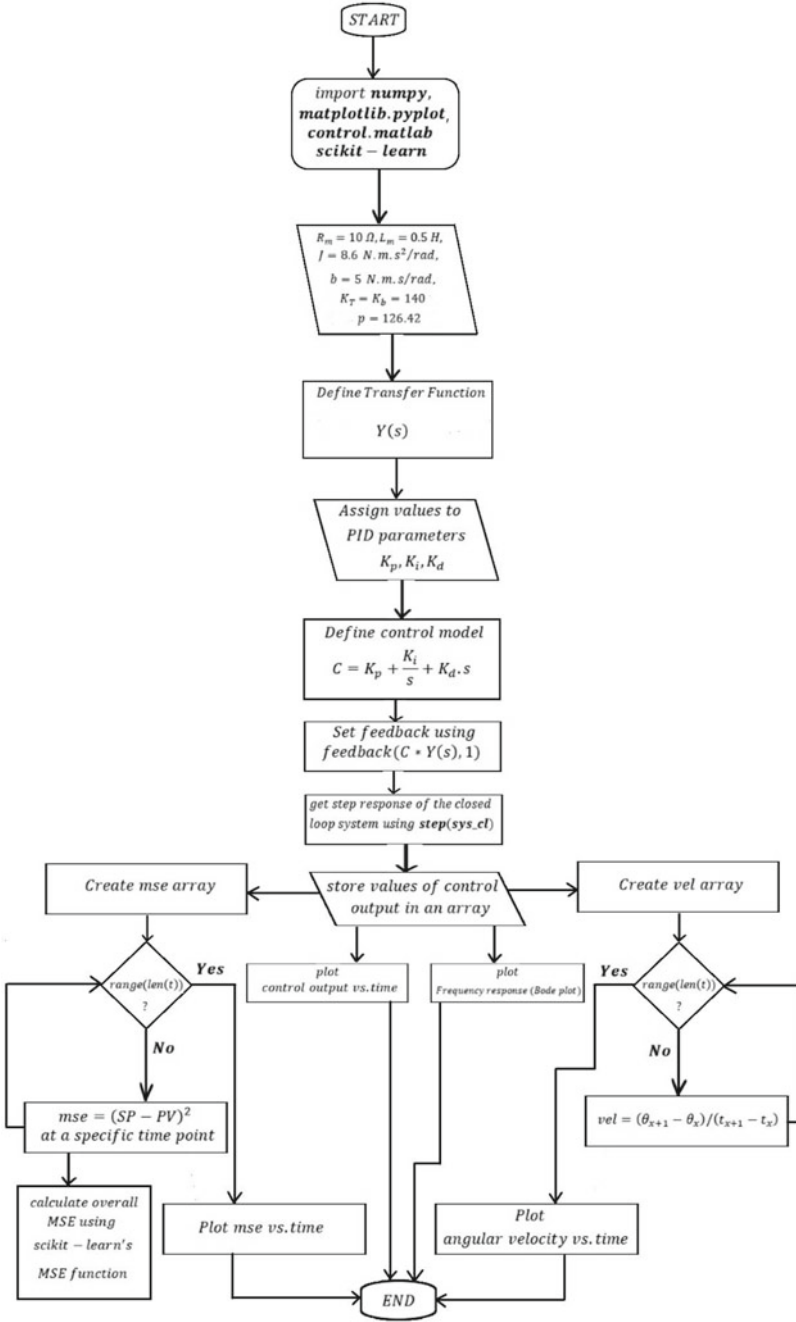 START
import numpy,
matplotlib.pyplot,
control.matlab
scikit − learn
R_m = 10 Ω, L_m = 0.5 H,
J = 8.6 N.m.s²/rad,
b = 5 N.m.s/rad,
K_T = K_b = 140
p = 126.42
Define Transfer Function
Y(s)
Assign values to
PID parameters
K_p, K_i, K_d
Define control model
C = K_p + K_i/s + K_d.s
Set feedback using
feedback(C * Y(s), 1)
get step response of the closed
loop system using step(sys_cl)
store values of control
output in an array
Create mse array
Create vel array
plot
control output vs.time
plot
Frequency response (Bode plot)
range(len(t))
?
Yes
No
range(len(t))
?
Yes
No
mse = (SP − PV)²
at a specific time point
vel = (θ_{x+1} − θ_x)/(t_{x+1} − t_x)
calculate overall
MSE using
scikit − learn's
MSE function
Plot mse vs.time
Plot
angular velocity vs.time
END